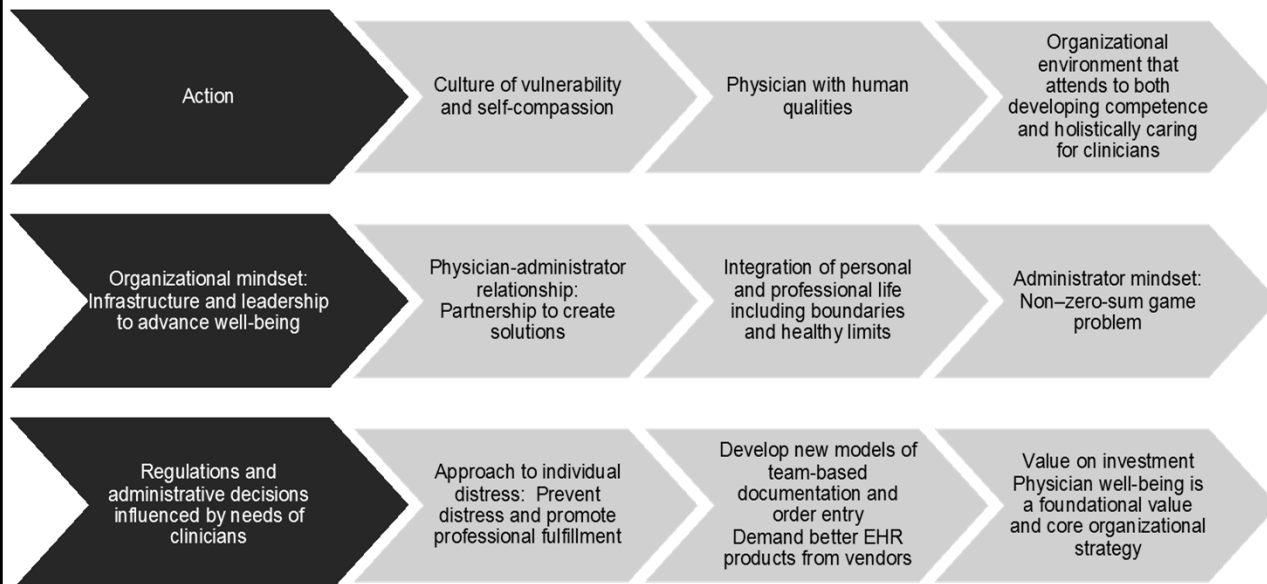 Action
Culture of vulnerability
and self-compassion
Physician with human
qualities
Organizational
environment that
attends to both
developing competence
and holistically caring
for clinicians
Organizational mindset:
Infrastructure and leadership
to advance well-being
Physician-administrator
relationship:
Partnership to create
solutions
Integration of personal
and professional life
including boundaries
and healthy limits
Administrator mindset:
Non–zero-sum game
problem
Regulations and
administrative decisions
influenced by needs of
clinicians
Approach to individual
distress: Prevent
distress and promote
professional fulfillment
Develop new models of
team-based
documentation and
order entry
Demand better EHR
products from vendors
Value on investment
Physician well-being is
a foundational value
and core organizational
strategy